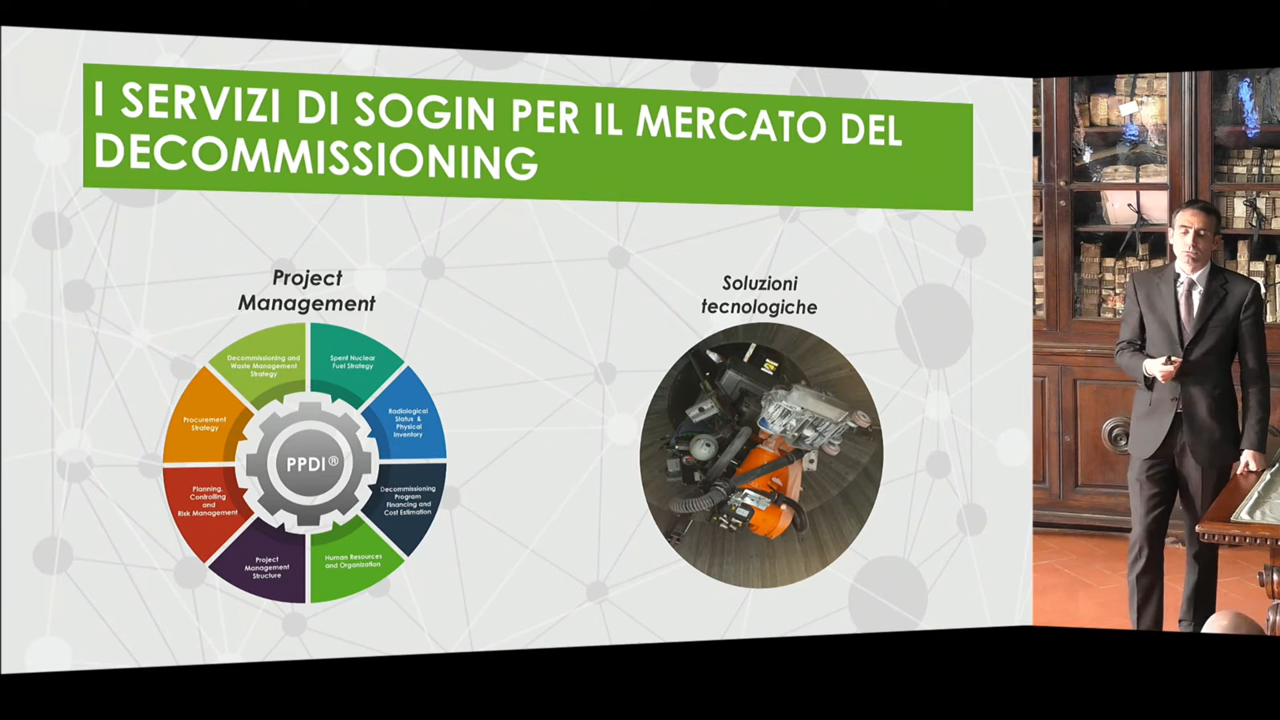 I SERVIZI DI SOGIN PER IL MERCATO DEL
DECOMMISSIONING
Project
Management
Soluzioni
tecnologiche
Decommissioning and
Waste Management
Strategy
Spent Nuclear
Fuel Strategy
Procurement
Strategy
Radiological
Status &
Physical
Inventory
PPDI®
Planning,
Controlling
and
Risk Management
Decommissioning
Program
Financing and
Cost Estimation
Project
Management
Structure
Human Resources
and Organization